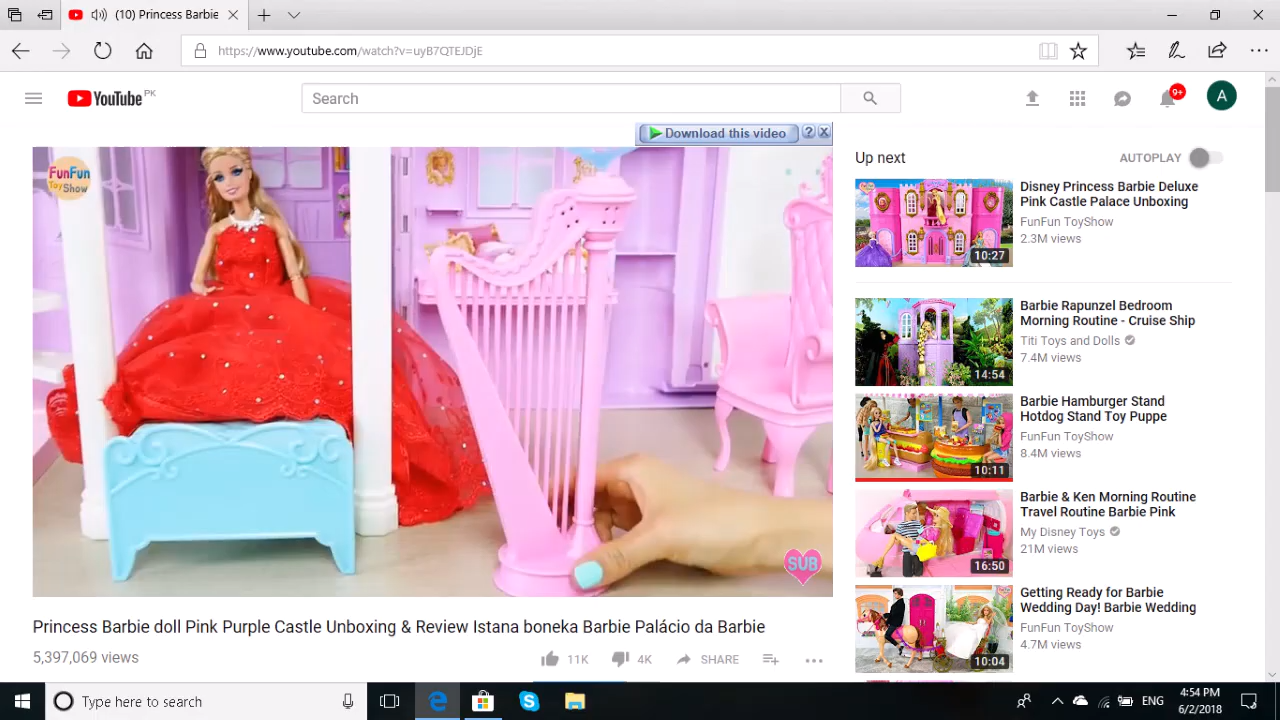 (10) Princess Barbie
https://www.youtube.com/watch?v=uyB7QTEJDjE
YouTube PK
Search
9+
A
Download this video ? X
Up next
AUTOPLAY
FunFun
ToyShow
SUB
Princess Barbie doll Pink Purple Castle Unboxing & Review Istana boneka Barbie Palácio da Barbie
5,397,069 views
11K
4K
SHARE
10:27
Disney Princess Barbie Deluxe
Pink Castle Palace Unboxing
FunFun ToyShow
2.3M views
14:54
Barbie Rapunzel Bedroom
Morning Routine - Cruise Ship
Titi Toys and Dolls
7.4M views
10:11
Barbie Hamburger Stand
Hotdog Stand Toy Puppe
FunFun ToyShow
8.4M views
16:50
Barbie & Ken Morning Routine
Travel Routine Barbie Pink
My Disney Toys
21M views
10:04
Getting Ready for Barbie
Wedding Day! Barbie Wedding
FunFun ToyShow
4.7M views
Type here to search
ENG
4:54 PM
6/2/2018